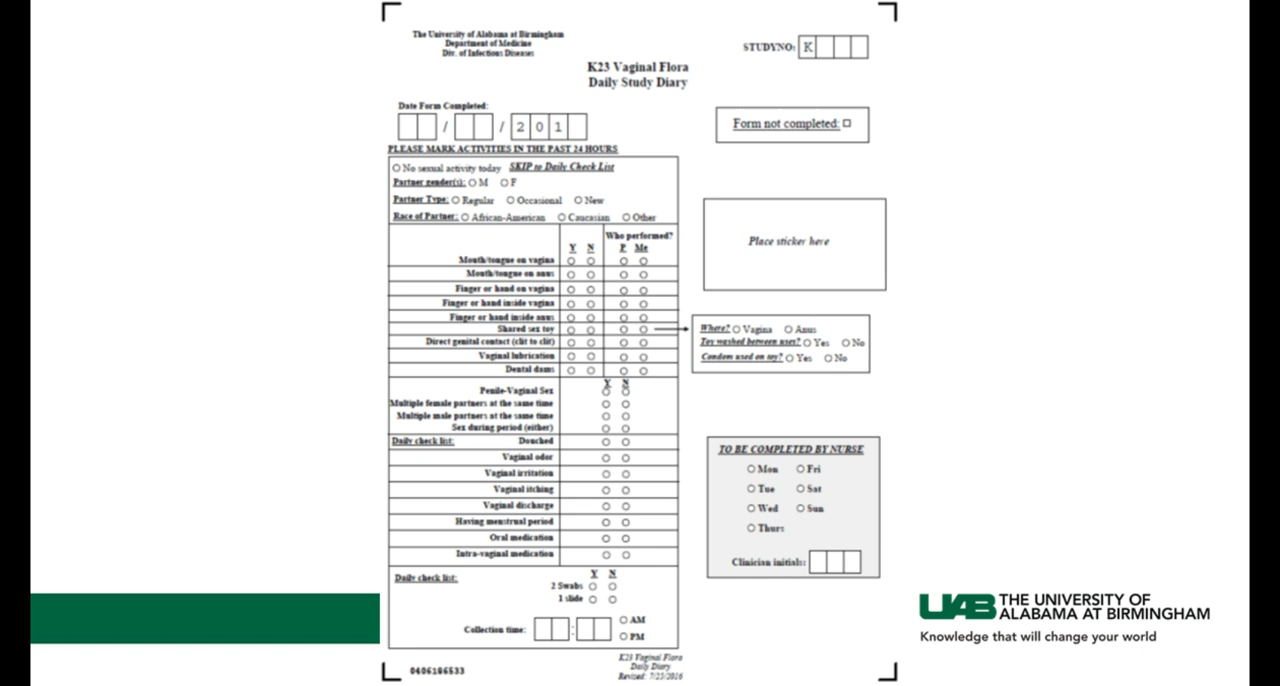 The University of Alabama at Birmingham
Department of Medicine
Div. of Infectious Diseases
STUDYNO: K
K23 Vaginal Flora
Daily Study Diary
Date Form Completed:
/ / 2 0 1
Form not completed:
PLEASE MARK ACTIVITIES IN THE PAST 24 HOURS
No sexual activity today SKIP to Daily Check List
Partner gender(s): M F
Partner Type: Regular Occasional New
Race of Partner: African-American Caucasian Other
Place sticker here
Who performed?
Y N P Me
Mouth/tongue on vagina
Mouth/tongue on anus
Finger or hand on vagina
Finger or hand inside vagina
Finger or hand inside anus
Shared sex toy
Direct genital contact (clit to clit)
Vaginal lubrication
Dental dams
Where? Vagina Anus
Toy washed between uses? Yes No
Condom used on toy? Yes No
Y N
Penile-Vaginal Sex
Multiple female partners at the same time
Multiple male partners at the same time
Sex during period (either)
Daily check list: Douched
Vaginal odor
Vaginal irritation
Vaginal itching
Vaginal discharge
Having menstrual period
Oral medication
Intra-vaginal medication
TO BE COMPLETED BY NURSE
Mon Fri
Tue Sat
Wed Sun
Thurs
Clinician initials:
Y N
Daily check list:
2 Swabs
1 slide
Collection time: : AM
PM
K23 Vaginal Flora
Daily Diary
Revised: 7/25/2016
0406186533
UAB THE UNIVERSITY OF
ALABAMA AT BIRMINGHAM
Knowledge that will change your world